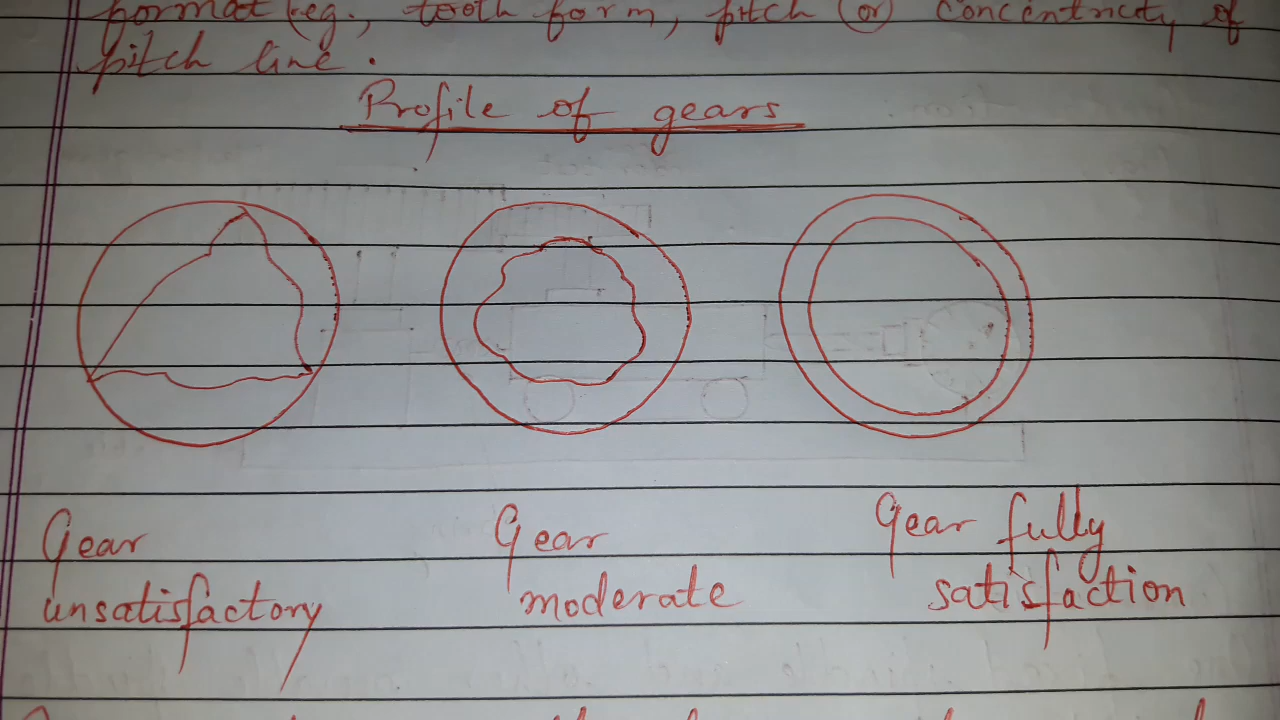 format (eg., tooth form, pitch (or) concentricity of
pitch line.
Profile of gears
Gear unsatisfactory
Gear moderate
Gear fully satisfaction